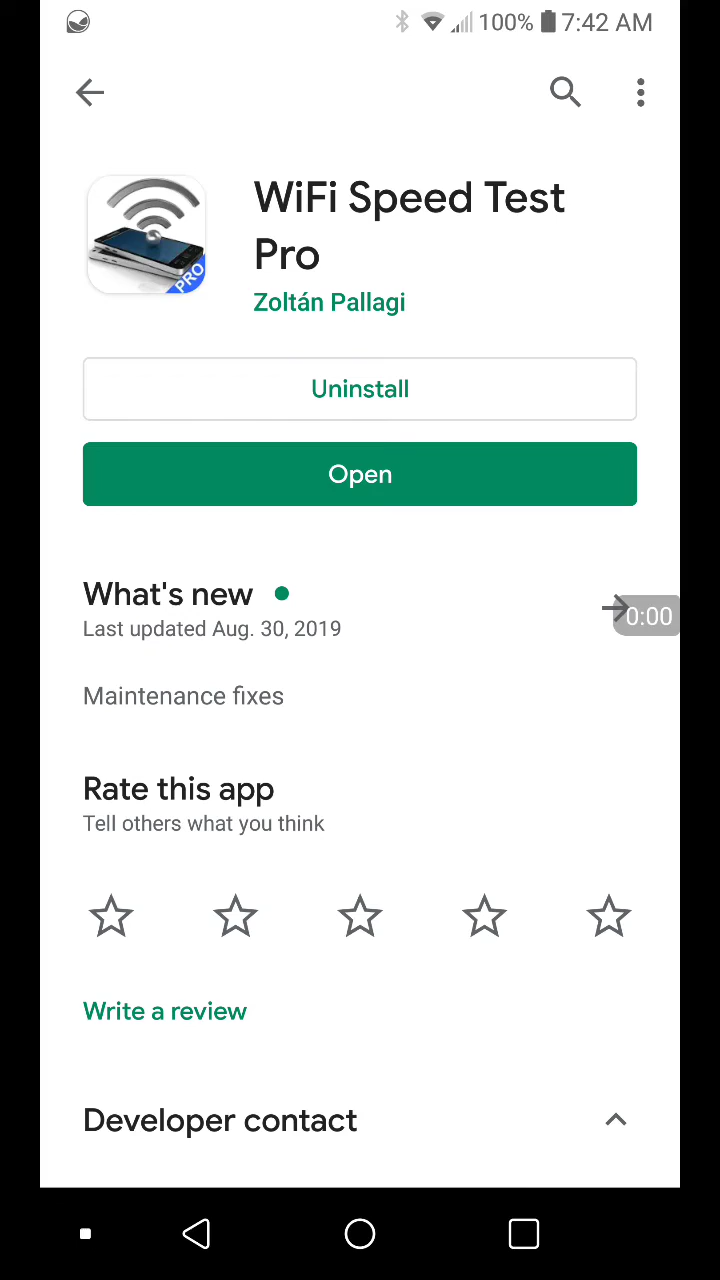 100% 7:42 AM
WiFi Speed Test
Pro
PRO
Zoltán Pallagi
Uninstall
Open
What's new
Last updated Aug. 30, 2019
0:00
Maintenance fixes
Rate this app
Tell others what you think
Write a review
Developer contact